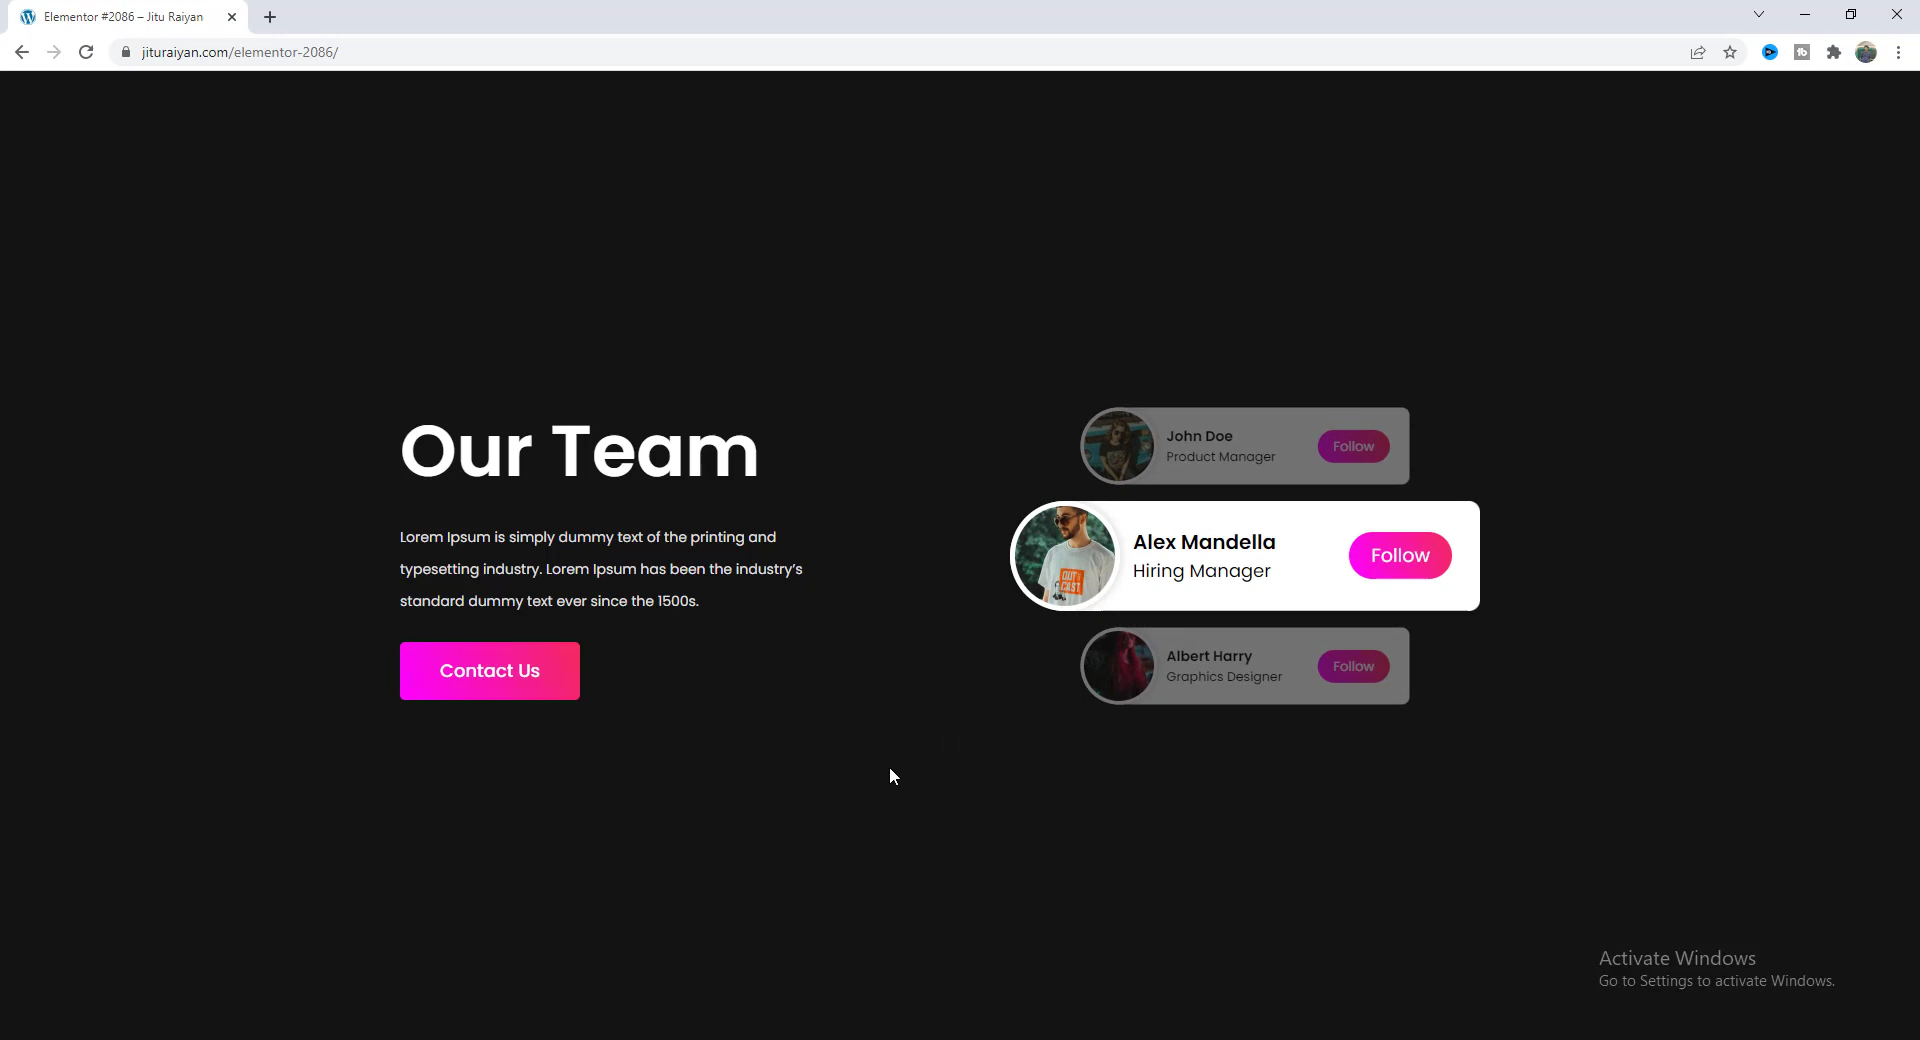 Elementor #2086 – Jitu Raiyan
jituraiyan.com/elementor-2086/
Our Team
Lorem Ipsum is simply dummy text of the printing and
typesetting industry. Lorem Ipsum has been the industry's
standard dummy text ever since the 1500s.
Contact Us
John Doe
Product Manager
Follow
Alex Mandella
Hiring Manager
Follow
OUT
CAST
Albert Harry
Graphics Designer
Follow
Activate Windows
Go to Settings to activate Windows.